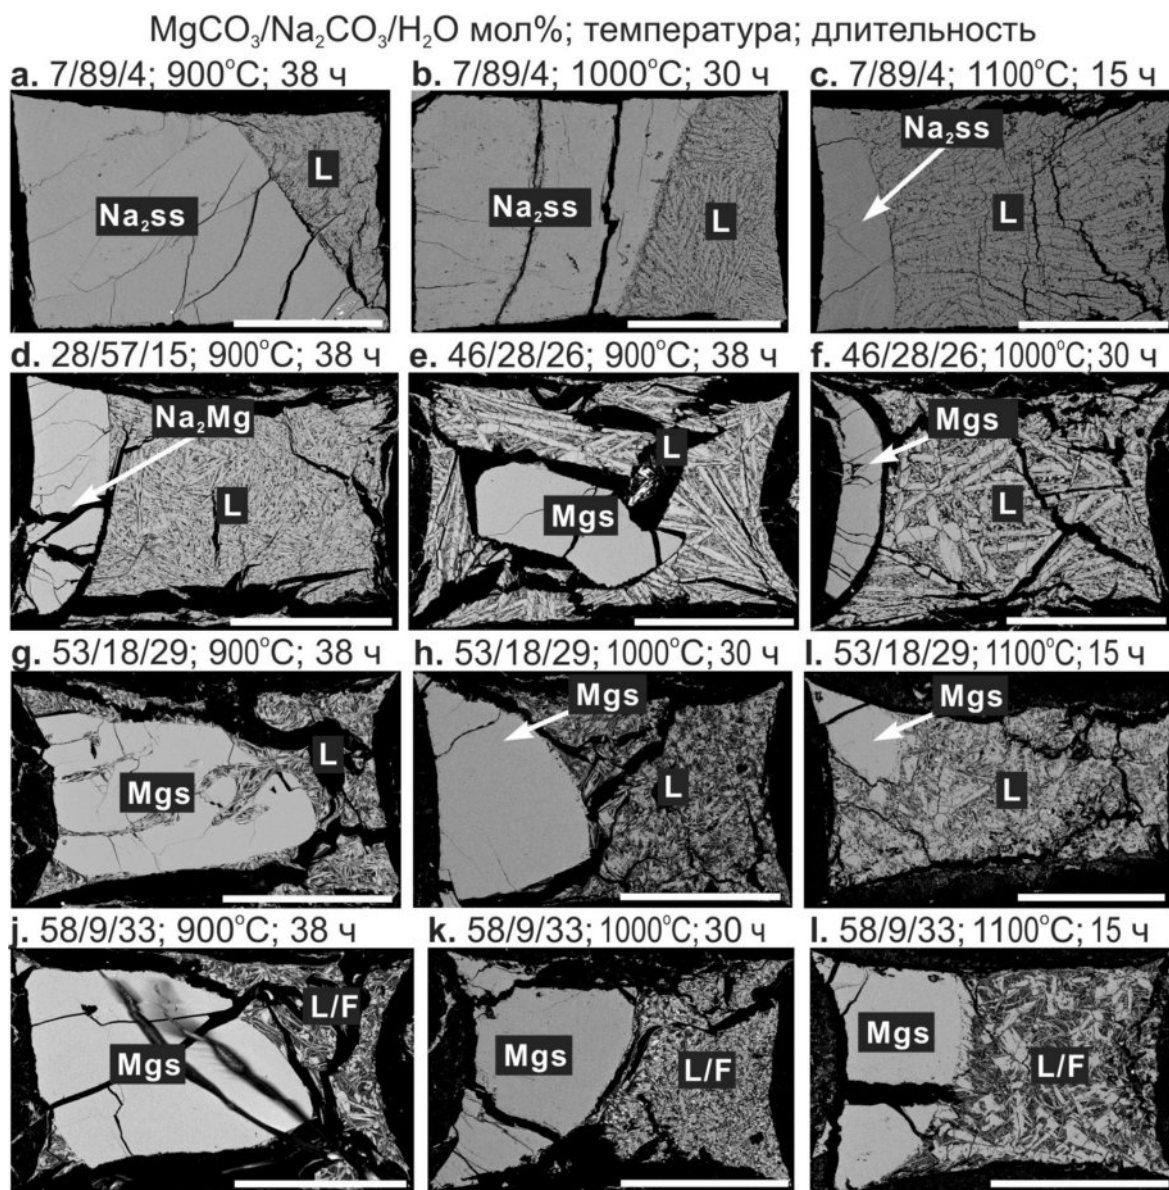 MgCO₃/Na₂CO₃/H₂O мол%; температура; длительность
a. 7/89/4; 900°C; 38 ч
b. 7/89/4; 1000°C; 30 ч
c. 7/89/4; 1100°C; 15 ч
Na₂ss
L
Na₂ss
L
Na₂ss
L
d. 28/57/15; 900°C; 38 ч
e. 46/28/26; 900°C; 38 ч
f. 46/28/26; 1000°C; 30 ч
Na₂Mg
L
L
Mgs
Mgs
L
g. 53/18/29; 900°C; 38 ч
h. 53/18/29; 1000°C; 30 ч
I. 53/18/29; 1100°C; 15 ч
Mgs
L
Mgs
L
Mgs
L
j. 58/9/33; 900°C; 38 ч
k. 58/9/33; 1000°C; 30 ч
l. 58/9/33; 1100°C; 15 ч
Mgs
L/F
Mgs
L/F
Mgs
L/F